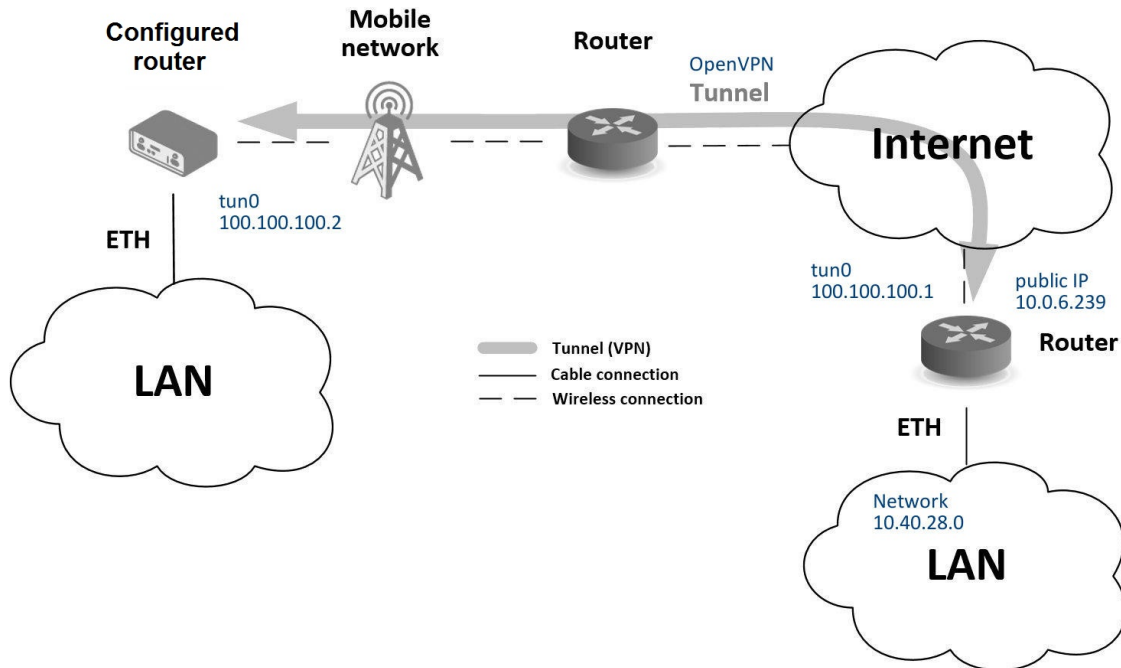 Configured
router
Mobile
network
Router
OpenVPN
Tunnel
Internet
tun0
100.100.100.2
ETH
LAN
tun0
100.100.100.1
public IP
10.0.6.239
Router
Tunnel (VPN)
Cable connection
Wireless connection
ETH
Network
10.40.28.0
LAN